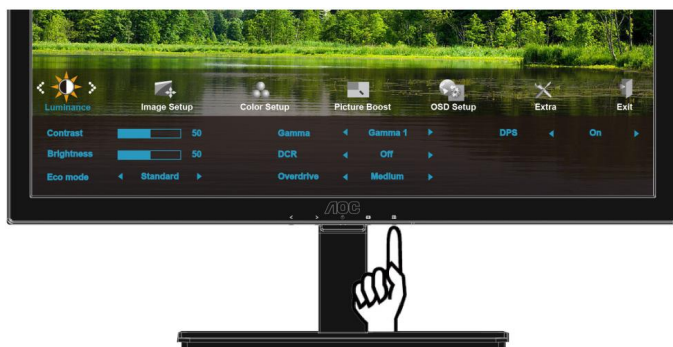 Luminance Image Setup Color Setup Picture Boost OSD Setup Extra Exit
Contrast 50 Gamma Gamma 1 DPS On
Brightness 50 DCR Off
Eco mode Standard Overdrive Medium
AOC